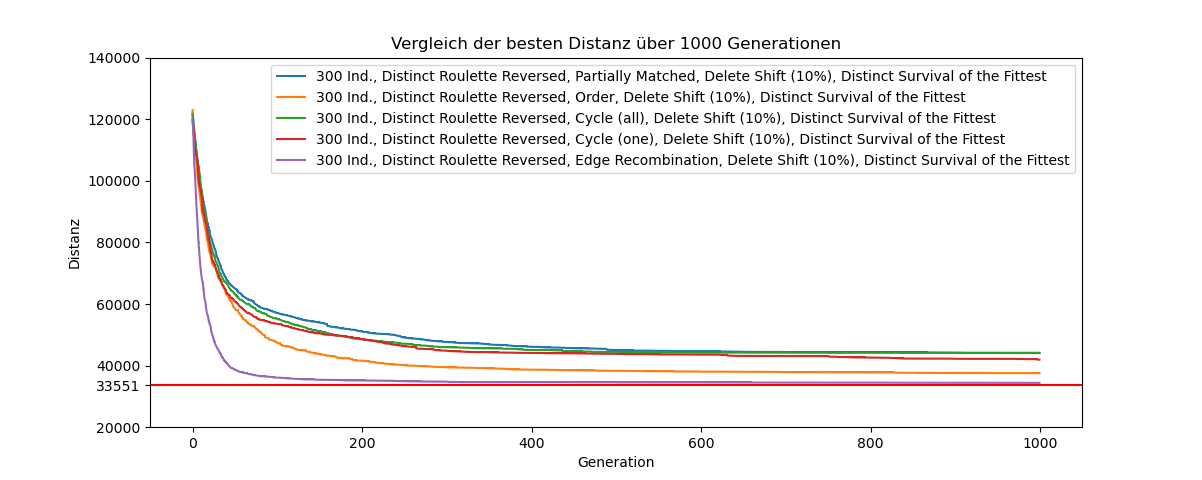 Vergleich der besten Distanz über 1000 Generationen
140000
120000
100000
80000
60000
40000
33551
20000
Distanz
300 Ind., Distinct Roulette Reversed, Partially Matched, Delete Shift (10%), Distinct Survival of the Fittest
300 Ind., Distinct Roulette Reversed, Order, Delete Shift (10%), Distinct Survival of the Fittest
300 Ind., Distinct Roulette Reversed, Cycle (all), Delete Shift (10%), Distinct Survival of the Fittest
300 Ind., Distinct Roulette Reversed, Cycle (one), Delete Shift (10%), Distinct Survival of the Fittest
300 Ind., Distinct Roulette Reversed, Edge Recombination, Delete Shift (10%), Distinct Survival of the Fittest
0 200 400 600 800 1000
Generation